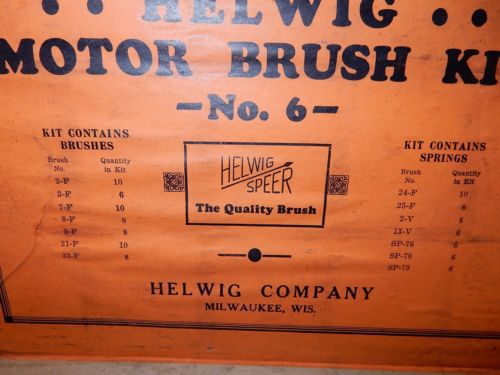 HELWIG
MOTOR BRUSH KI
-No. 6-
KIT CONTAINS
BRUSHES
Brush Quantity
No. in Kit
2-F 10
3-F 6
7-F 10
8-F 8
9-F 8
21-F 10
22-F 6
HELWIG
SPEER
The Quality Brush
KIT CONTAINS
SPRINGS
Brush Quantity
No. in Kit
24-F 10
25-F 8
2-V 8
13-V 6
SP-76 6
SP-78 6
SP-79 6
HELWIG COMPANY
MILWAUKEE, WIS.